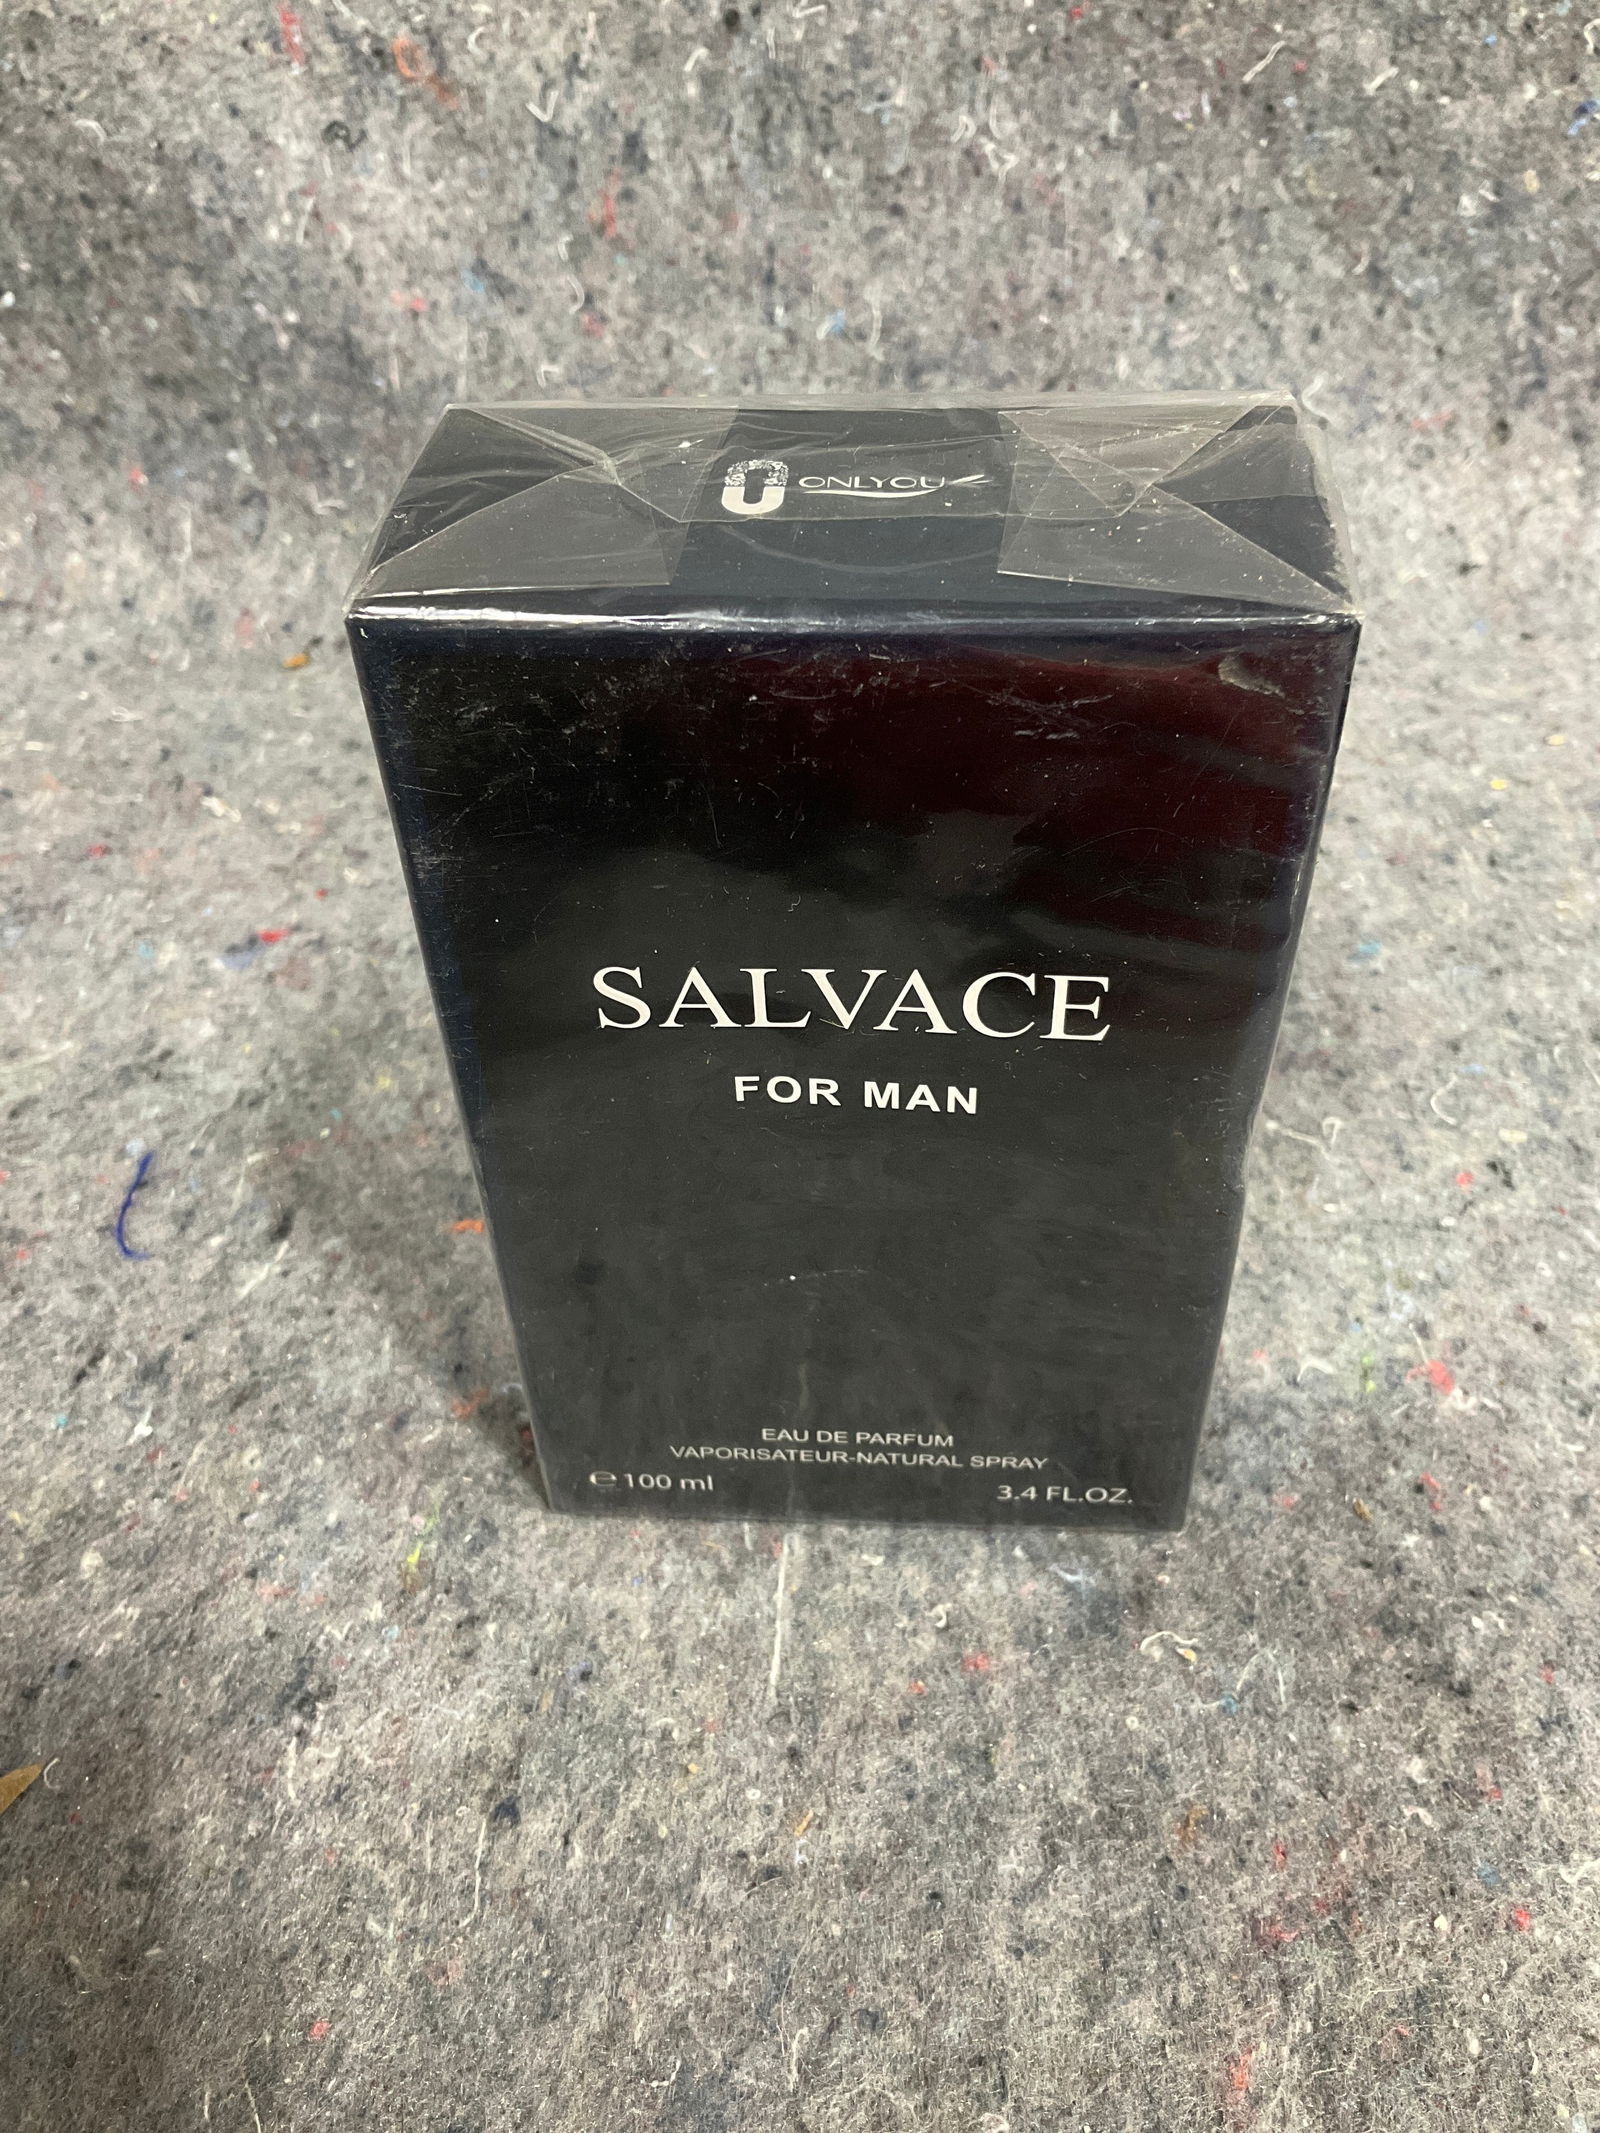 ONLYOU
SALVACE
FOR MAN
EAU DE PARFUM
VAPORISATEUR-NATURAL SPRAY
℮ 100 ml 3.4 FL.OZ.